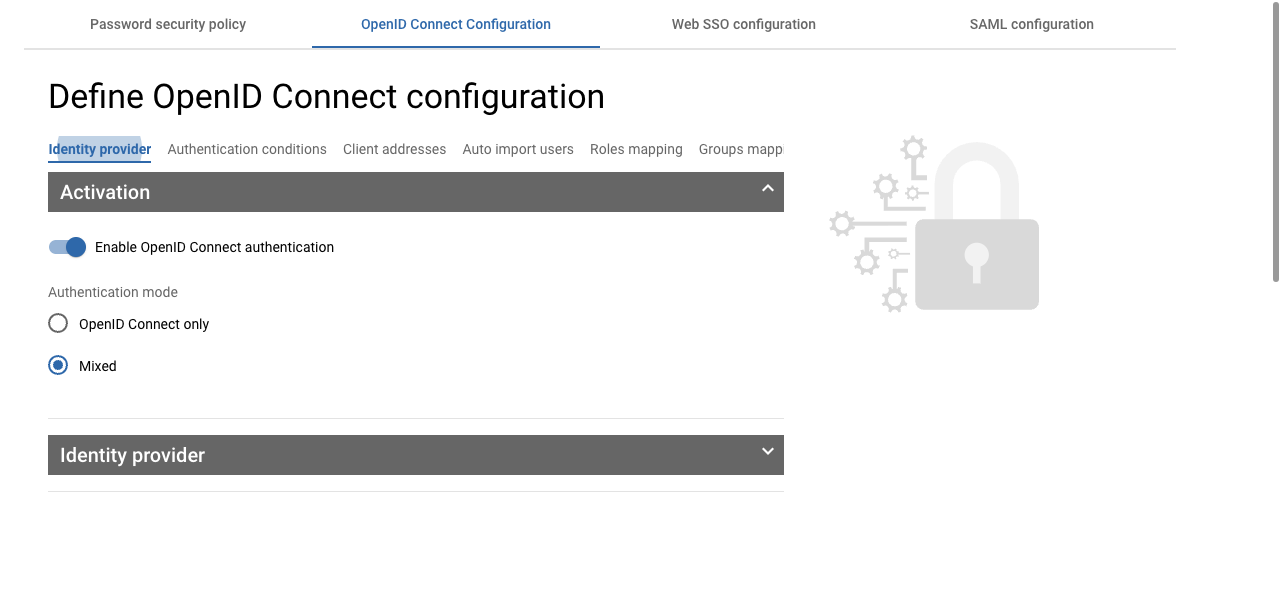 Password security policy OpenID Connect Configuration Web SSO configuration SAML configuration
Define OpenID Connect configuration
Identity provider Authentication conditions Client addresses Auto import users Roles mapping Groups mapp
Activation
Enable OpenID Connect authentication
Authentication mode
OpenID Connect only
Mixed
Identity provider